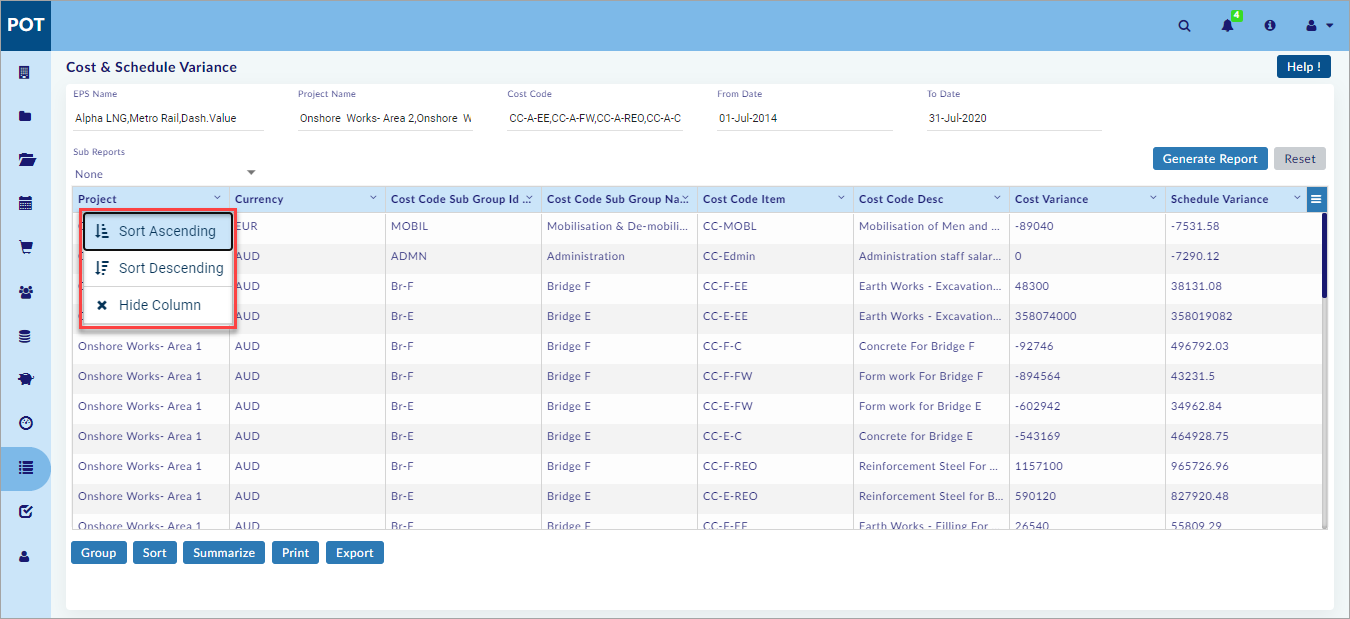 POT
4
Cost & Schedule Variance
Help !
EPS Name Project Name Cost Code From Date To Date
Alpha LNG,Metro Rail,Dash.Value Onshore Works- Area 2,Onshore W CC-A-EE,CC-A-FW,CC-A-REO,CC-A-C 01-Jul-2014 31-Jul-2020
Sub Reports
None
Generate Report Reset
Project Currency Cost Code Sub Group Id ... Cost Code Sub Group Na... Cost Code Item Cost Code Desc Cost Variance Schedule Variance
Sort Ascending
Sort Descending
Hide Column
EUR MOBIL Mobilisation & De-mobili... CC-MOBL Mobilisation of Men and ... -89040 -7531.58
AUD ADMN Administration CC-Edmin Administration staff salar... 0 -7290.12
AUD Br-F Bridge F CC-F-EE Earth Works - Excavation... 48300 38131.08
AUD Br-E Bridge E CC-E-EE Earth Works - Excavation... 358074000 358019082
Onshore Works- Area 1 AUD Br-F Bridge F CC-F-C Concrete For Bridge F -92746 496792.03
Onshore Works- Area 1 AUD Br-F Bridge F CC-F-FW Form work For Bridge F -894564 43231.5
Onshore Works- Area 1 AUD Br-E Bridge E CC-E-FW Form work for Bridge E -602942 34962.84
Onshore Works- Area 1 AUD Br-E Bridge E CC-E-C Concrete for Bridge E -543169 464928.75
Onshore Works- Area 1 AUD Br-F Bridge F CC-F-REO Reinforcement Steel For ... 1157100 965726.96
Onshore Works- Area 1 AUD Br-E Bridge E CC-E-REO Reinforcement Steel for B... 590120 827920.48
Onshore Works- Area 1 AUD Br-F Bridge F CC-F-EF Earth Works - Filling For 26540 55809.29
Group Sort Summarize Print Export